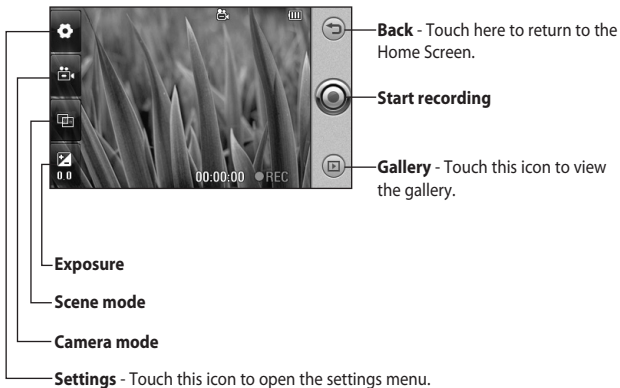 Back - Touch here to return to the
Home Screen.
Start recording
0.0
00:00:00 REC
Gallery - Touch this icon to view
the gallery.
Exposure
Scene mode
Camera mode
Settings - Touch this icon to open the settings menu.